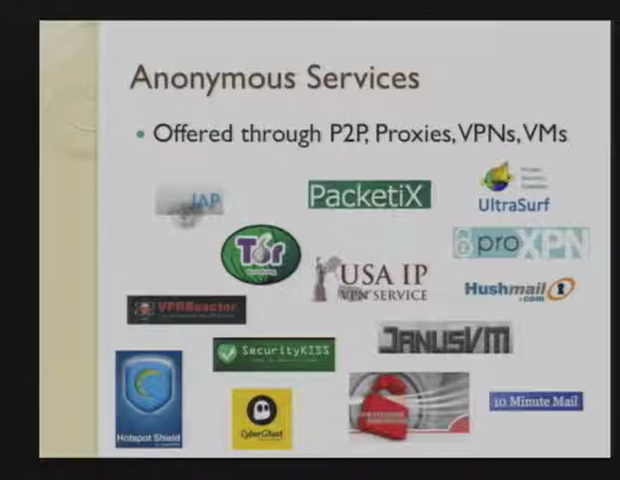 Anonymous Services
• Offered through P2P, Proxies, VPNs, VMs
JAP
PacketiX
UltraSurf
Tor
proXPN
USA IP
VPN SERVICE
Hushmail
.com
VPNReactor
JANUSVM
SecurityKISS
10 Minute Mail
Hotspot Shield
CyberGhost